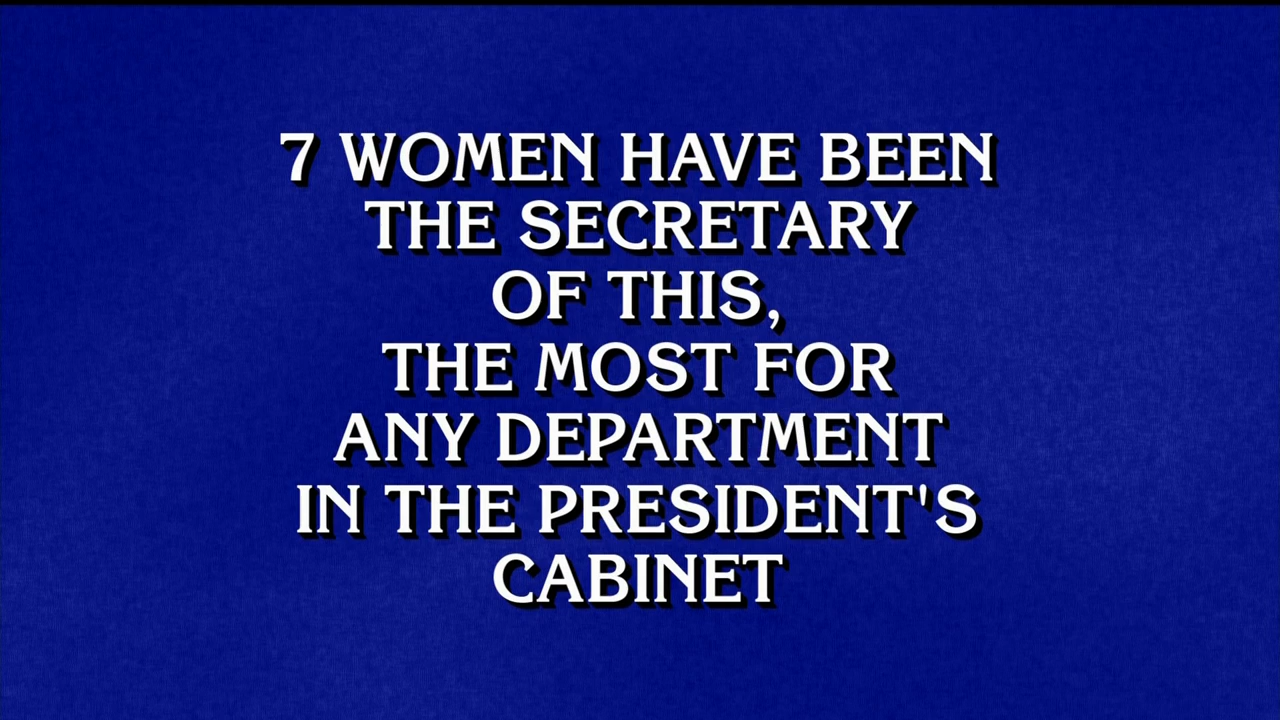 7 WOMEN HAVE BEEN
THE SECRETARY
OF THIS,
THE MOST FOR
ANY DEPARTMENT
IN THE PRESIDENT'S
CABINET